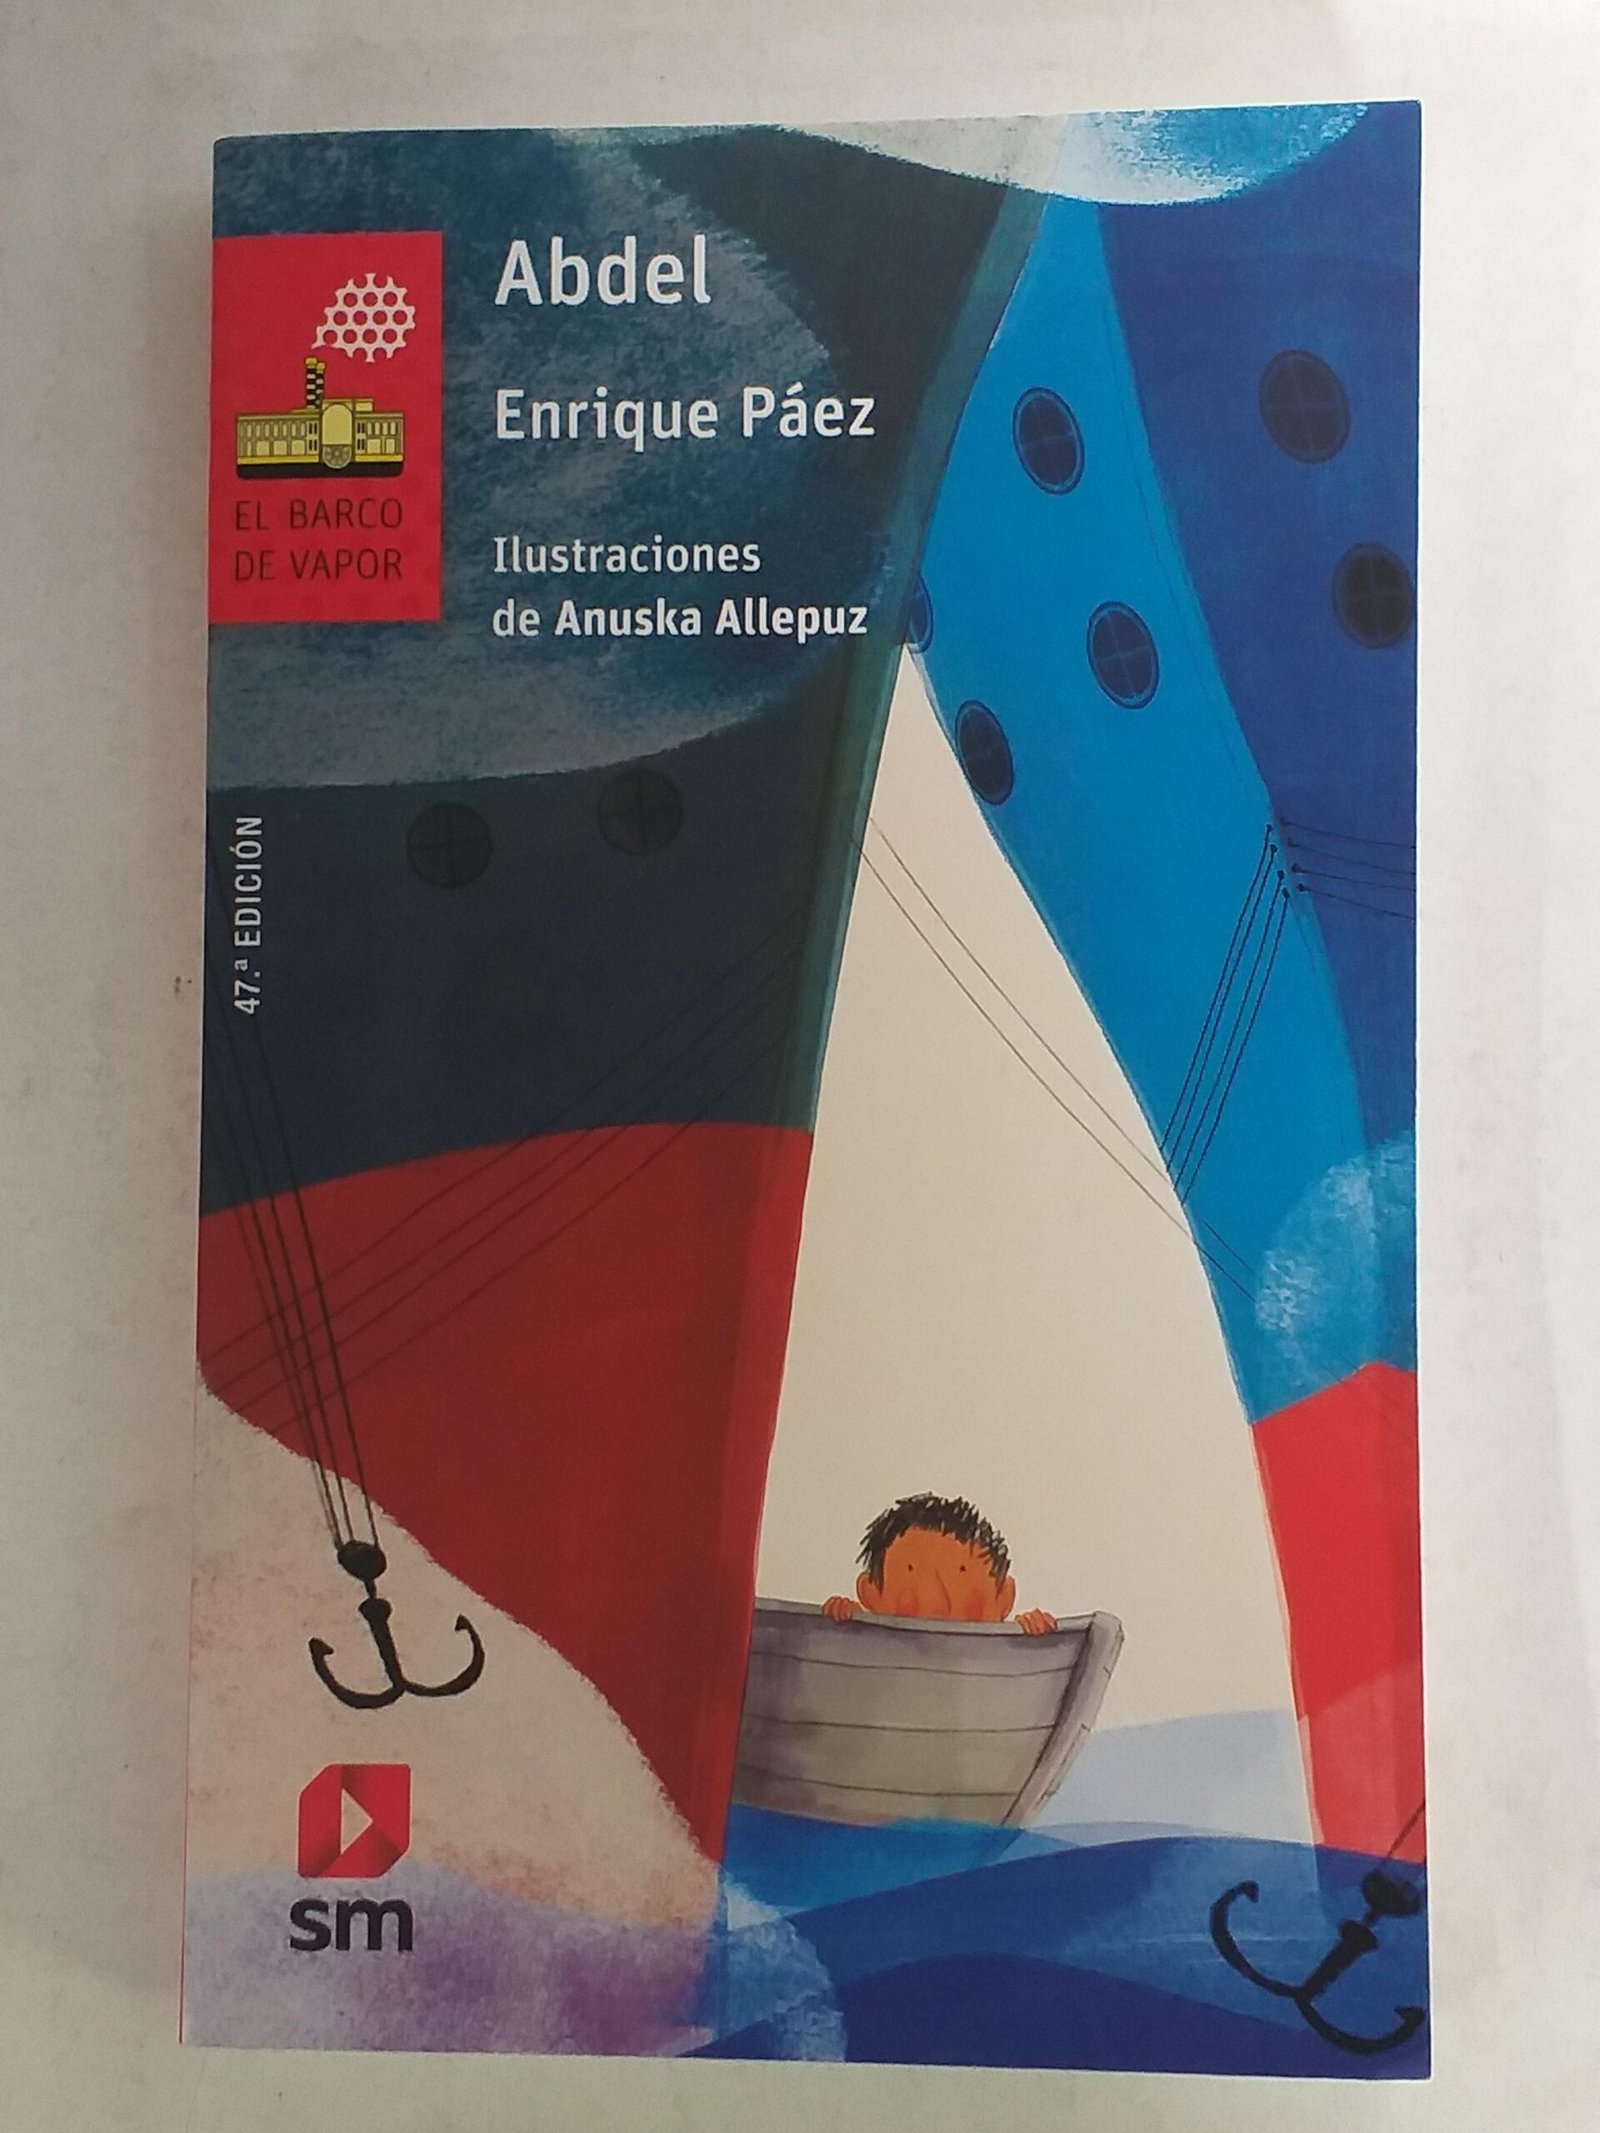 Abdel
Enrique Páez
Ilustraciones
de Anuska Allepuz
EL BARCO
DE VAPOR
47.ª EDICIÓN
sm